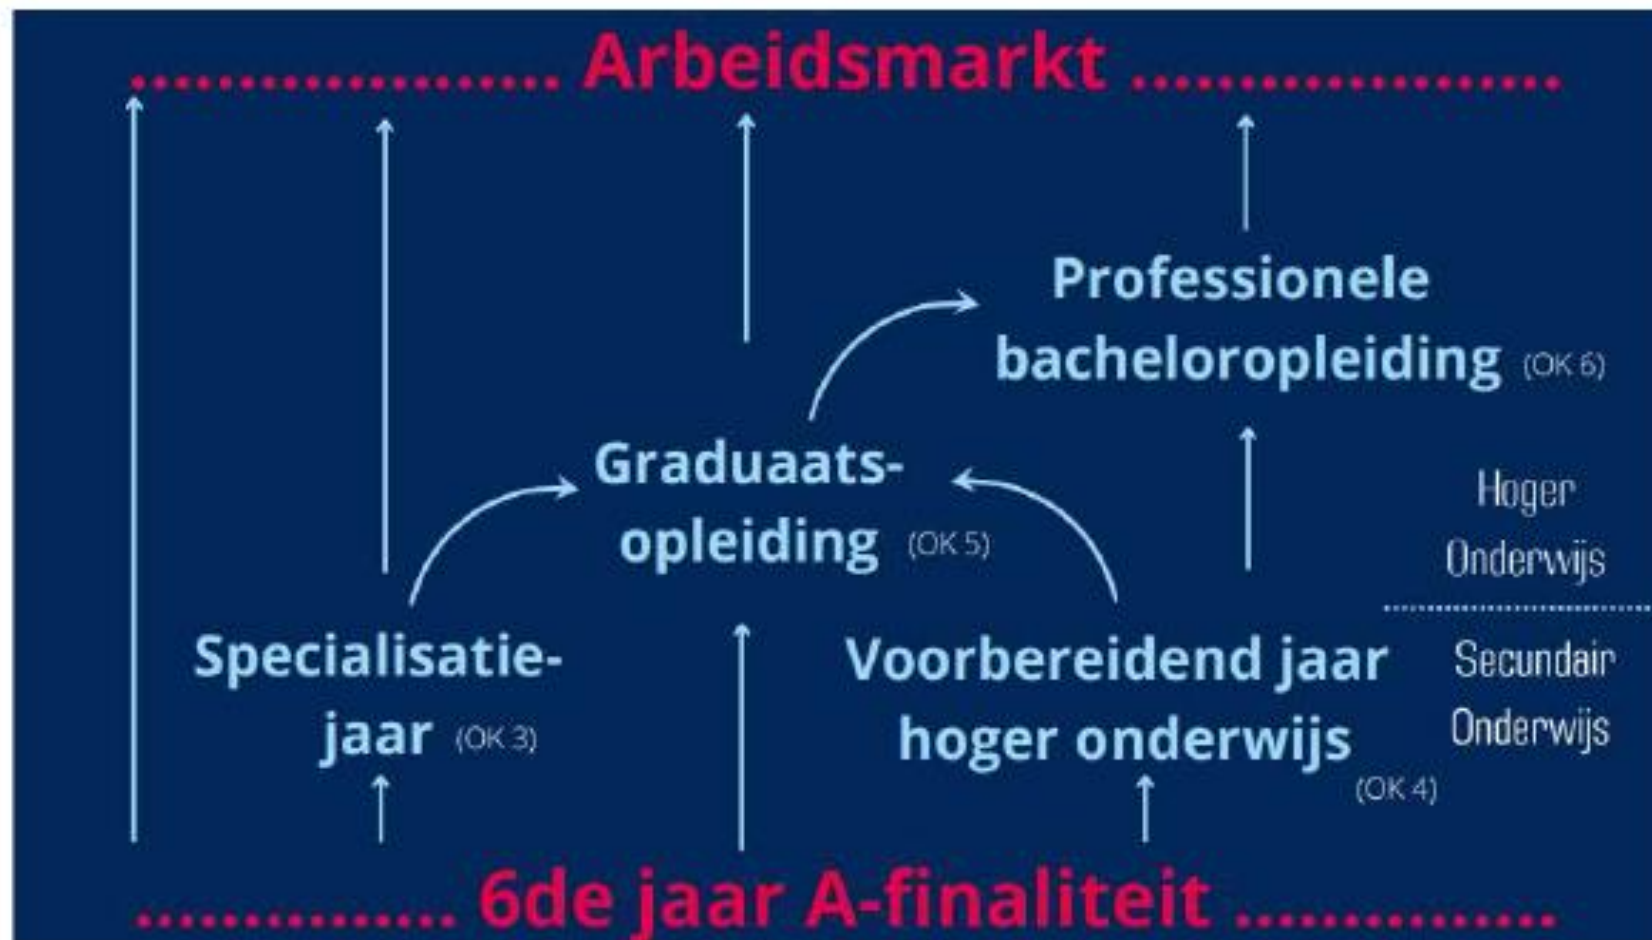 Arbeidsmarkt
Professionele
bacheloropleiding (OK 6)
Graduaats-
opleiding (OK 5)
Hoger
Onderwijs
Specialisatie-
jaar (OK 3)
Voorbereidend jaar
hoger onderwijs
(OK 4)
Secundair
Onderwijs
6de jaar A-finaliteit